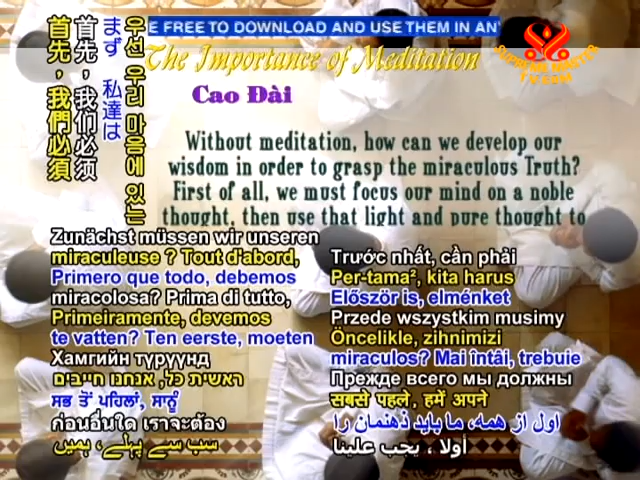 E FREE TO DOWNLOAD AND USE THEM IN AN
The Importance of Meditation
SUPREME MASTER
TV.COM
Cao Đài
首先，我們必須
首先，我们必须
まず 私達は
우선 우리 마음에 있는
Without meditation, how can we develop our
wisdom in order to grasp the miraculous Truth?
First of all, we must focus our mind on a noble
thought, then use that light and pure thought to
Zunächst müssen wir unseren
miraculeuse ? Tout d'abord,
Primero que todo, debemos
miracolosa? Prima di tutto,
Primeiramente, devemos
te vatten? Ten eerste, moeten
Хамгийн түрүүнд
ראשית כל, אנחנו חייבים
ਸਭ ਤੋਂ ਪਹਿਲਾਂ, ਸਾਨੂੰ
ก่อนอื่นใด เราจะต้อง
سب سے پہلے، ہمیں
Trước nhất, cần phải
Per-tama², kita harus
Először is, elménket
Przede wszystkim musimy
Öncelikle, zihnimizi
miraculos? Mai întâi, trebuie
Прежде всего мы должны
सबसे पहले, हमें अपने
اول از همه، ما باید ذهنمان را
أولا ، يجب علينا